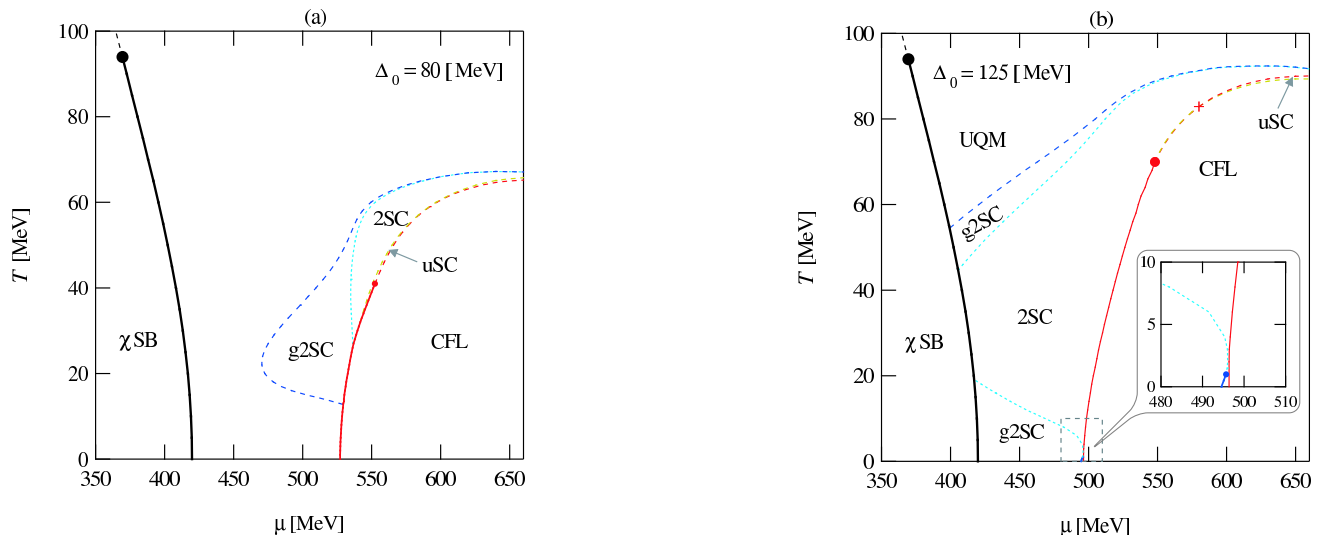 (a)
100
80
60
40
20
0
T [MeV]
350
400
450
500
550
600
650
μ [MeV]
Δ₀ = 80 [MeV]
2SC
uSC
g2SC
χSB
CFL
(b)
100
80
60
40
20
0
T [MeV]
350
400
450
500
550
600
650
μ [MeV]
Δ₀ = 125 [MeV]
uSC
UQM
CFL
g2SC
2SC
χSB
g2SC
10
5
0
480
490
500
510